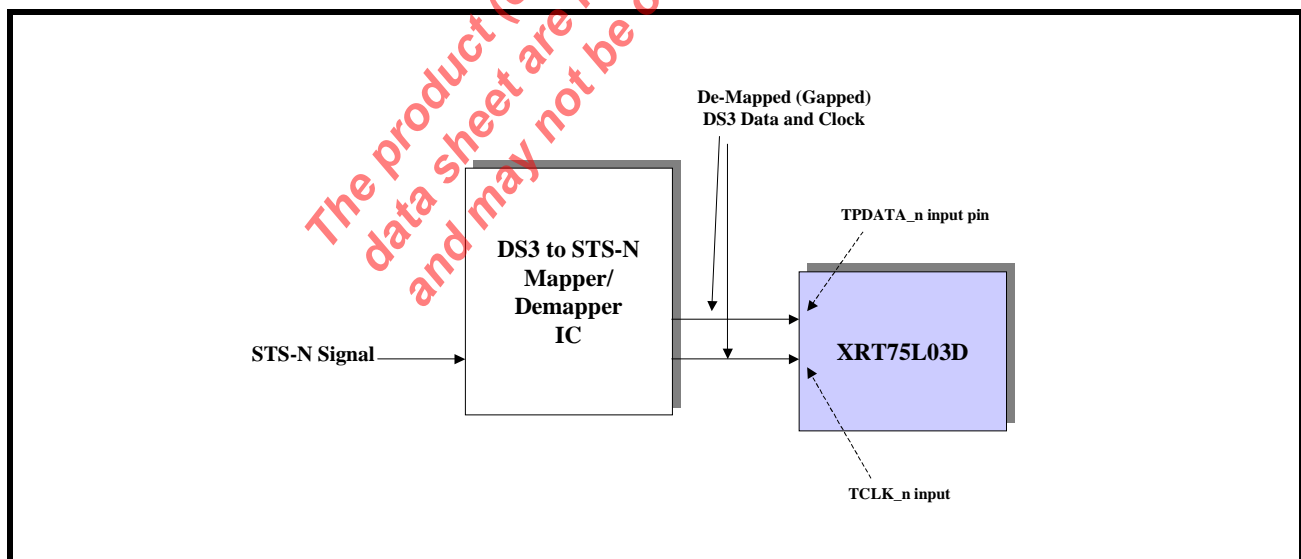 The product (
data sheet are
and may not be
De-Mapped (Gapped)
DS3 Data and Clock
TPDATA_n input pin
DS3 to STS-N
Mapper/
Demapper
IC
STS-N Signal
XRT75L03D
TCLK_n input